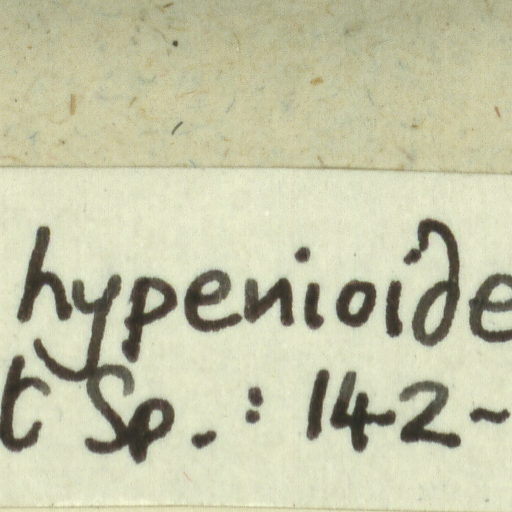 hypenioide
t Sp. : 142-